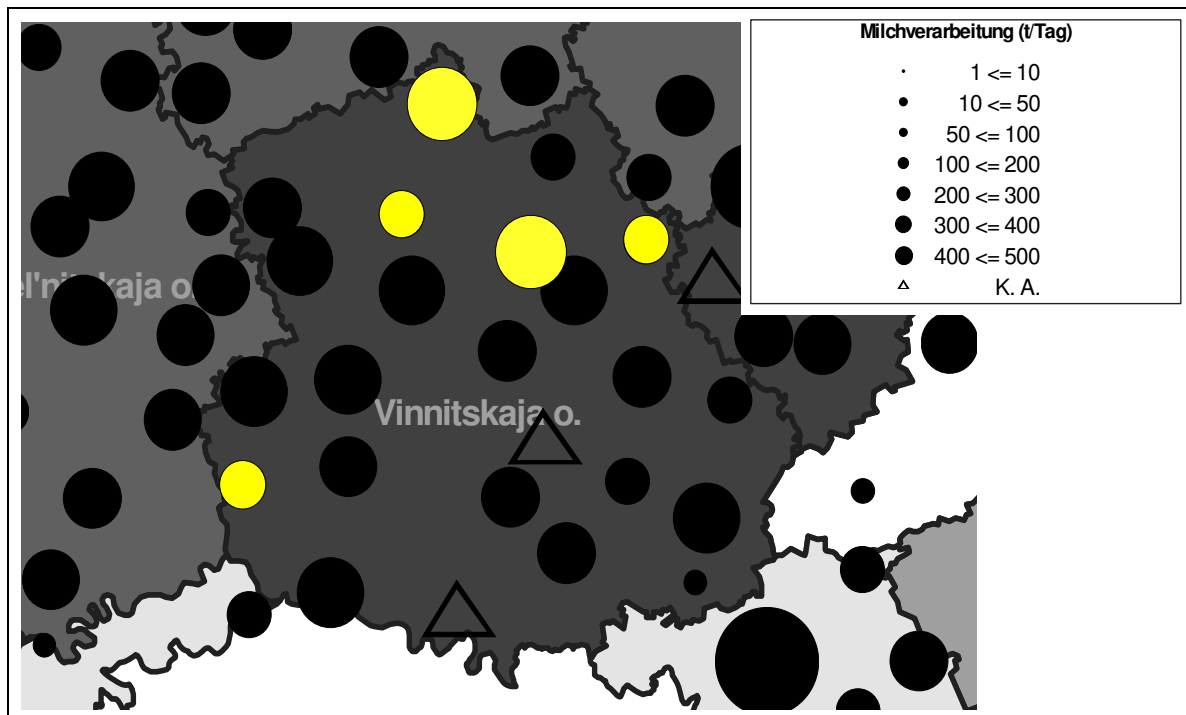 Milchverarbeitung (t/Tag)
1 <= 10
10 <= 50
50 <= 100
100 <= 200
200 <= 300
300 <= 400
400 <= 500
K. A.
el'nitskaja o.
Vinnitskaja o.